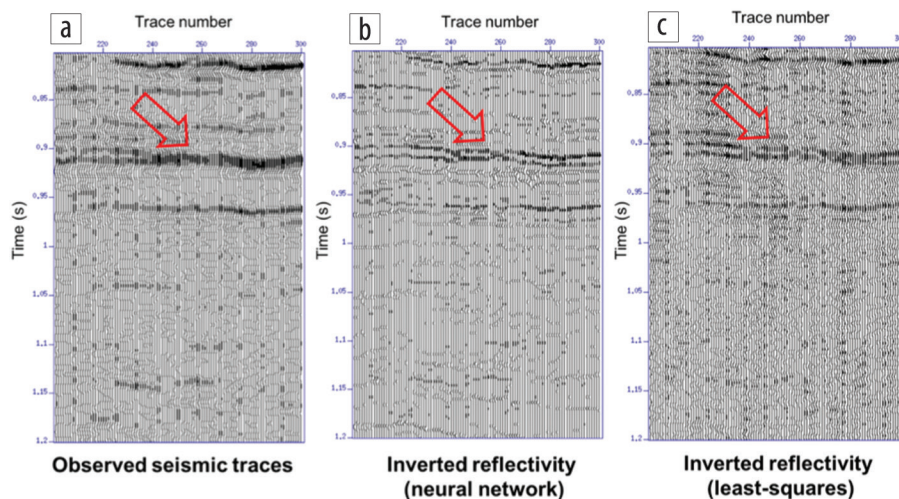 a
Trace number
220 240 260 280 300
0.85
0.9
0.95
1
1.05
1.1
1.15
1.2
Time (s)
Observed seismic traces
b
Trace number
220 240 260 280 300
0.85
0.9
0.95
1
1.05
1.1
1.15
1.2
Time (s)
Inverted reflectivity
(neural network)
c
Trace number
220 240 260 280 300
0.85
0.9
0.95
1
1.05
1.1
1.15
1.2
Time (s)
Inverted reflectivity
(least-squares)